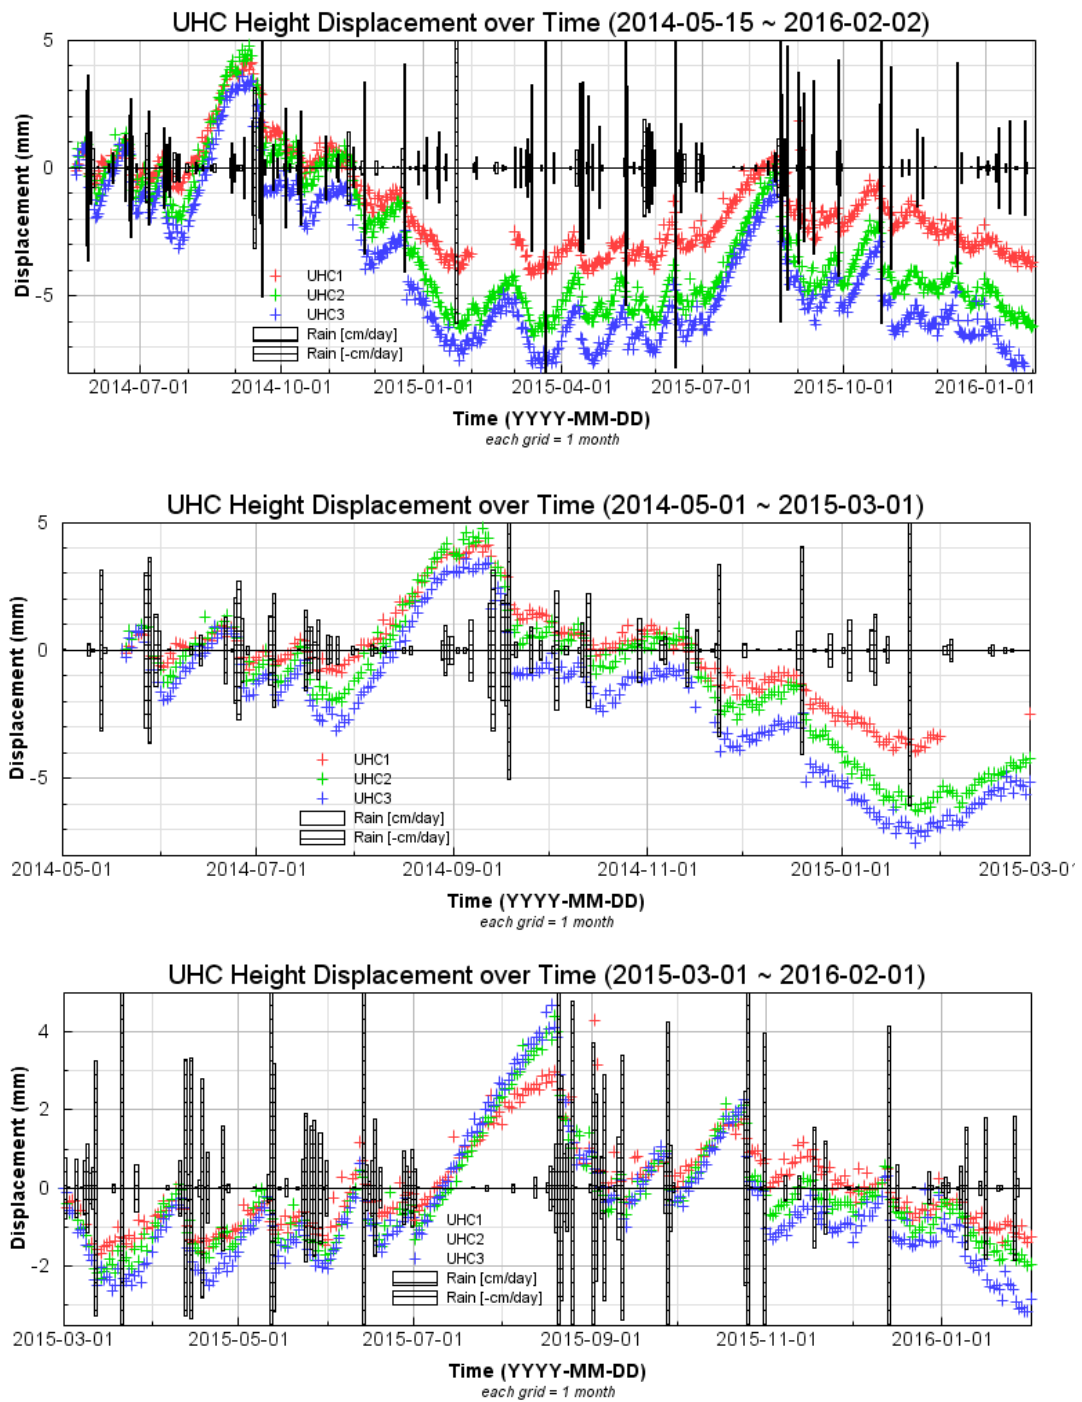 UHC Height Displacement over Time (2014-05-15 ~ 2016-02-02)
5
0
-5
Displacement (mm)
UHC1
UHC2
UHC3
Rain [cm/day]
Rain [-cm/day]
2014-07-01 2014-10-01 2015-01-01 2015-04-01 2015-07-01 2015-10-01 2016-01-01
Time (YYYY-MM-DD)
each grid = 1 month
UHC Height Displacement over Time (2014-05-01 ~ 2015-03-01)
5
0
-5
Displacement (mm)
UHC1
UHC2
UHC3
Rain [cm/day]
Rain [-cm/day]
2014-05-01 2014-07-01 2014-09-01 2014-11-01 2015-01-01 2015-03-01
Time (YYYY-MM-DD)
each grid = 1 month
UHC Height Displacement over Time (2015-03-01 ~ 2016-02-01)
4
2
0
-2
Displacement (mm)
UHC1
UHC2
UHC3
Rain [cm/day]
Rain [-cm/day]
2015-03-01 2015-05-01 2015-07-01 2015-09-01 2015-11-01 2016-01-01
Time (YYYY-MM-DD)
each grid = 1 month